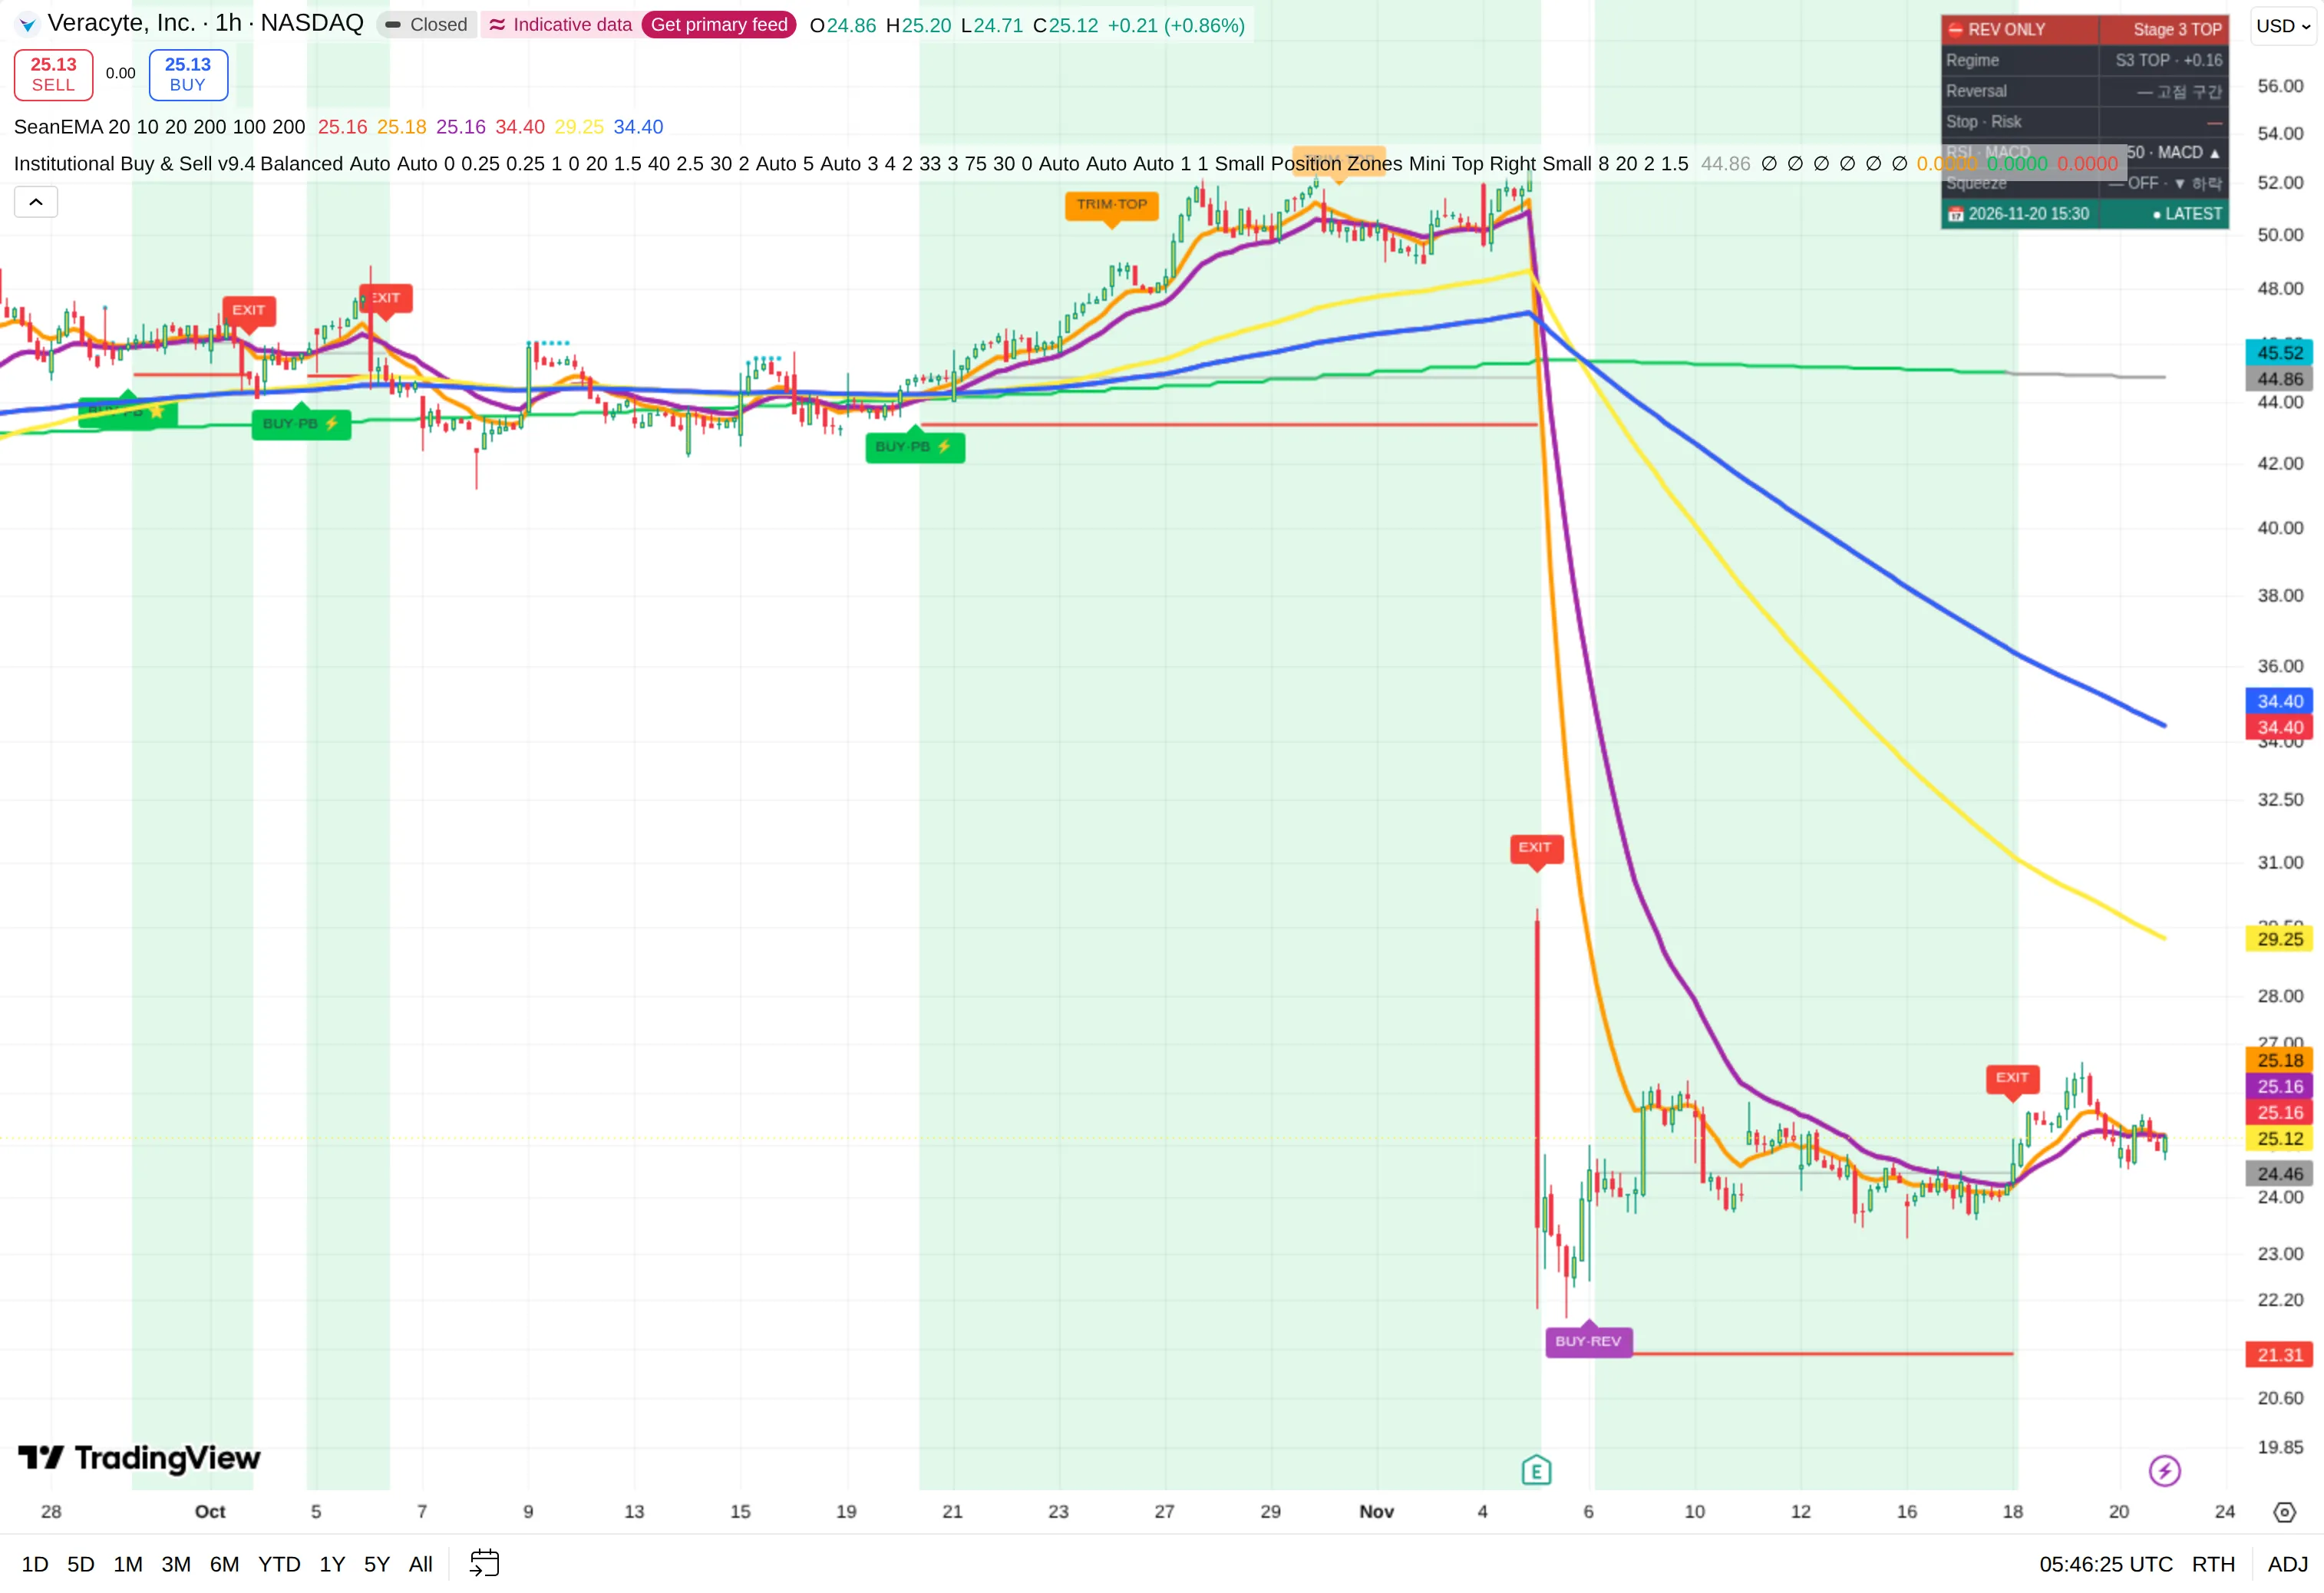 Veracyte, Inc. · 1h · NASDAQ Closed ≈ Indicative data Get primary feed O24.86 H25.20 L24.71 C25.12 +0.21 (+0.86%)
25.13 SELL 0.00 25.13 BUY
SeanEMA 20 10 20 200 100 200 25.16 25.18 25.16 34.40 29.25 34.40
Institutional Buy & Sell v9.4 Balanced Auto Auto 0 0.25 0.25 1 0 20 1.5 40 2.5 30 2 Auto 5 Auto 3 4 2 33 3 75 30 0 Auto Auto Auto 1 1 Small Position Zones Mini Top Right Small 8 20 2 1.5 44.86 ∅ ∅ ∅ ∅ ∅ ∅ 0.0000 0.0000 0.0000
⛔ REV ONLY Stage 3 TOP
Regime S3 TOP · +0.16
Reversal — 고점 구간
Stop · Risk —
RSI · MACD 50 · MACD ▲
Squeeze — OFF · ▼ 하락
📅 2026-11-20 15:30 ● LATEST
USD
56.00
54.00
52.00
50.00
48.00
45.52
44.86
44.00
42.00
40.00
38.00
36.00
34.40
34.40
34.00
32.50
31.00
29.25
28.00
27.00
25.18
25.16
25.16
25.12
24.46
24.00
23.00
22.20
21.31
20.60
19.85
TRIM-TOP
EXIT
EXIT
BUY-PB ⚡
BUY-PB ⚡
EXIT
EXIT
BUY-REV
E
TradingView
28 Oct 5 7 9 13 15 19 21 23 27 29 Nov 4 6 10 12 16 18 20 24
1D 5D 1M 3M 6M YTD 1Y 5Y All 05:46:25 UTC RTH ADJ